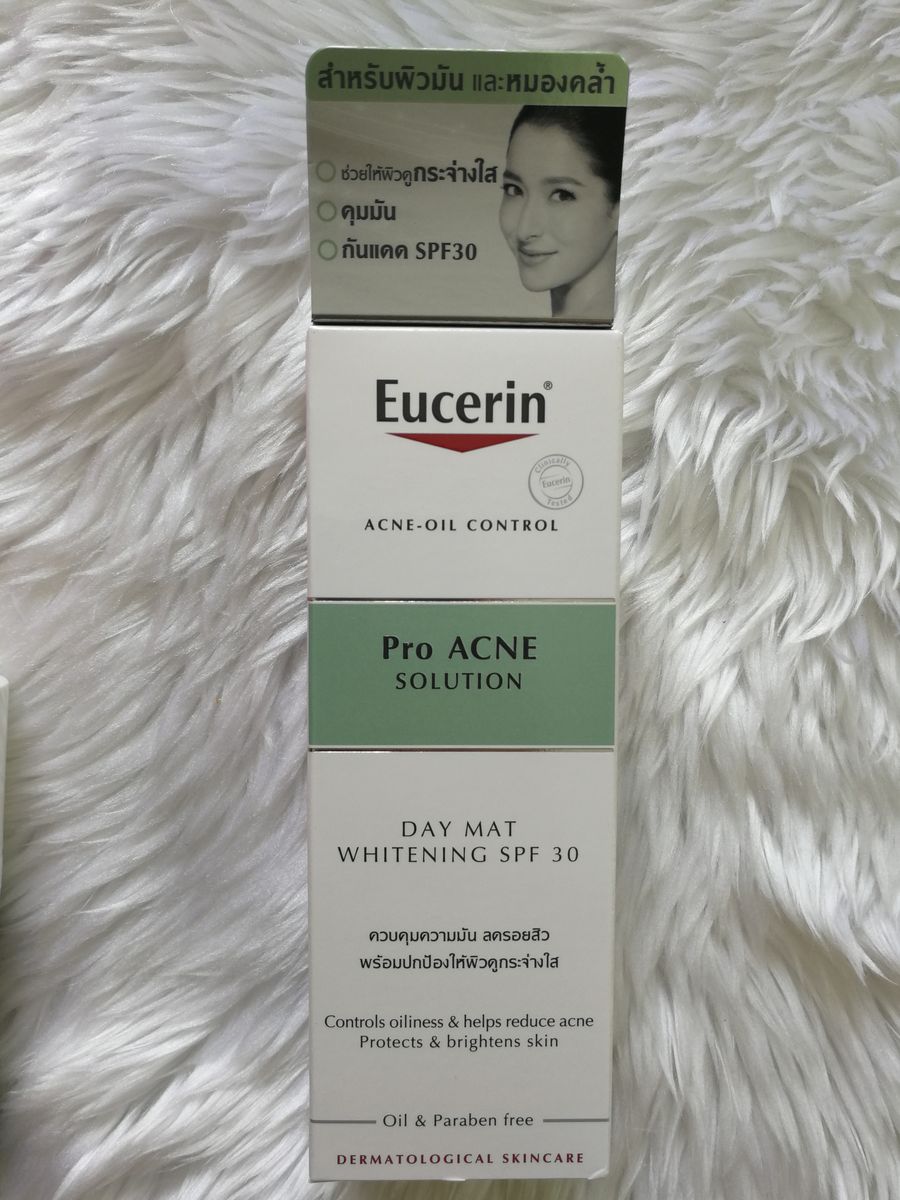 สำหรับผิวมัน และหมองคล้ำ
ช่วยให้ผิวดูกระจ่างใส
คุมมัน
กันแดด SPF30
Eucerin®
Clinically
Eucerin
Tested
ACNE-OIL CONTROL
Pro ACNE
SOLUTION
DAY MAT
WHITENING SPF 30
ควบคุมความมัน ลดรอยสิว
พร้อมปกป้องให้ผิวดูกระจ่างใส
Controls oiliness & helps reduce acne
Protects & brightens skin
Oil & Paraben free
DERMATOLOGICAL SKINCARE